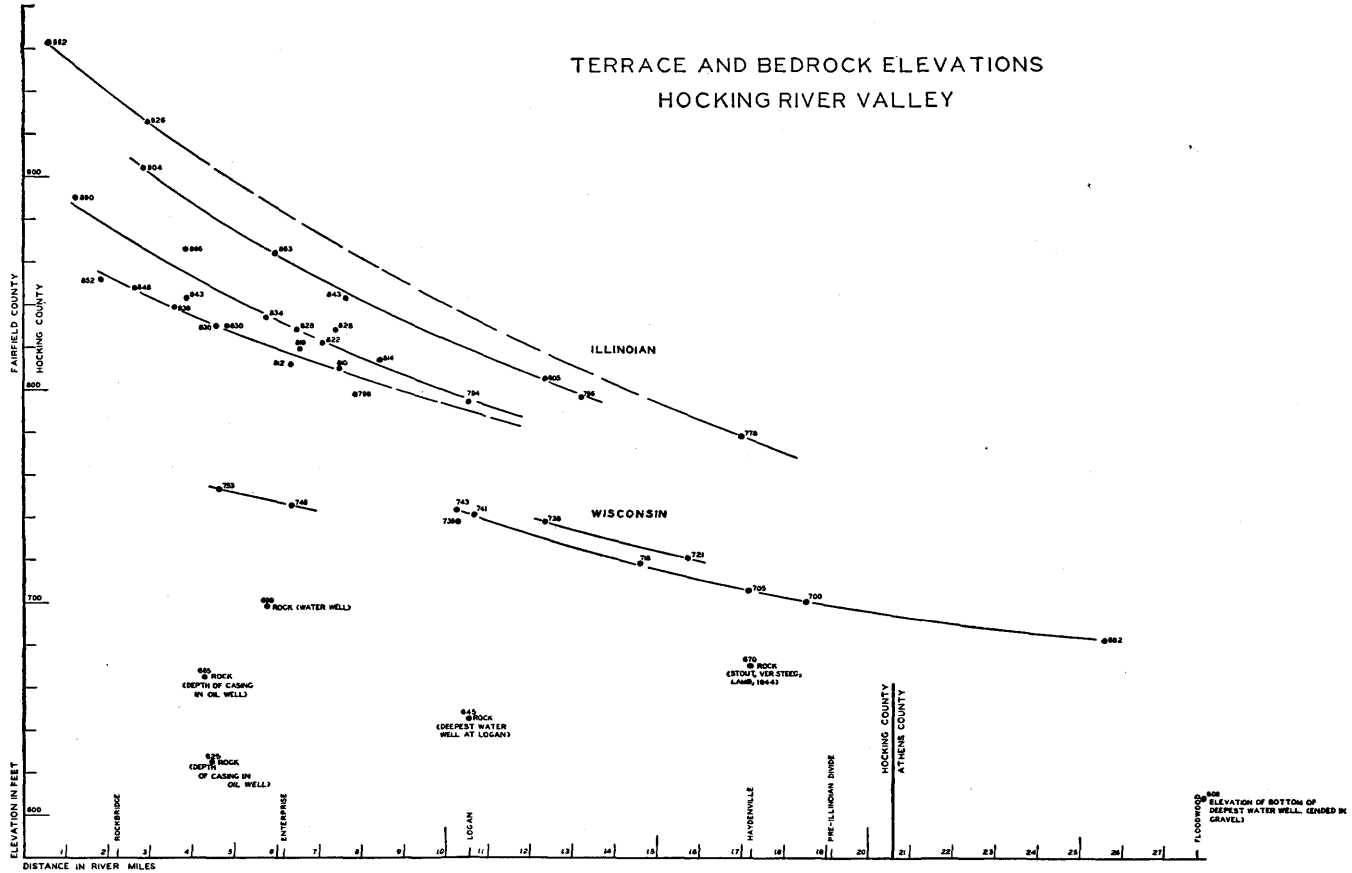 TERRACE AND BEDROCK ELEVATIONS
HOCKING RIVER VALLEY
926
900
904
890
863
866
FAIRFIELD COUNTY
HOCKING COUNTY
852
848
843
843
838
834
830
830
828
828
822
819
ILLINOIAN
814
812
810
805
800
798
796
794
778
753
746
743
741
738
WISCONSIN
738
721
718
705
700
700
682
ROCK (WATER WELL)
665
ROCK
(DEPTH OF CASING
IN OIL WELL)
670
ROCK
(STOUT, VER STEEG,
LAMB, 1944)
645
ROCK
(DEEPEST WATER
WELL AT LOGAN)
625
ROCK
(DEPTH
OF CASING IN
OIL WELL)
HOCKING COUNTY
ATHENS COUNTY
ELEVATION IN FEET
600
ROCKBRIDGE
ENTERPRISE
LOGAN
HAYDENVILLE
PRE-ILLINOIAN DIVIDE
FLOODWOOD
608
ELEVATION OF BOTTOM OF
DEEPEST WATER WELL. (ENDED IN
GRAVEL)
1 2 3 4 5 6 7 8 9 10 11 12 13 14 15 16 17 18 19 20 21 22 23 24 25 26 27
DISTANCE IN RIVER MILES